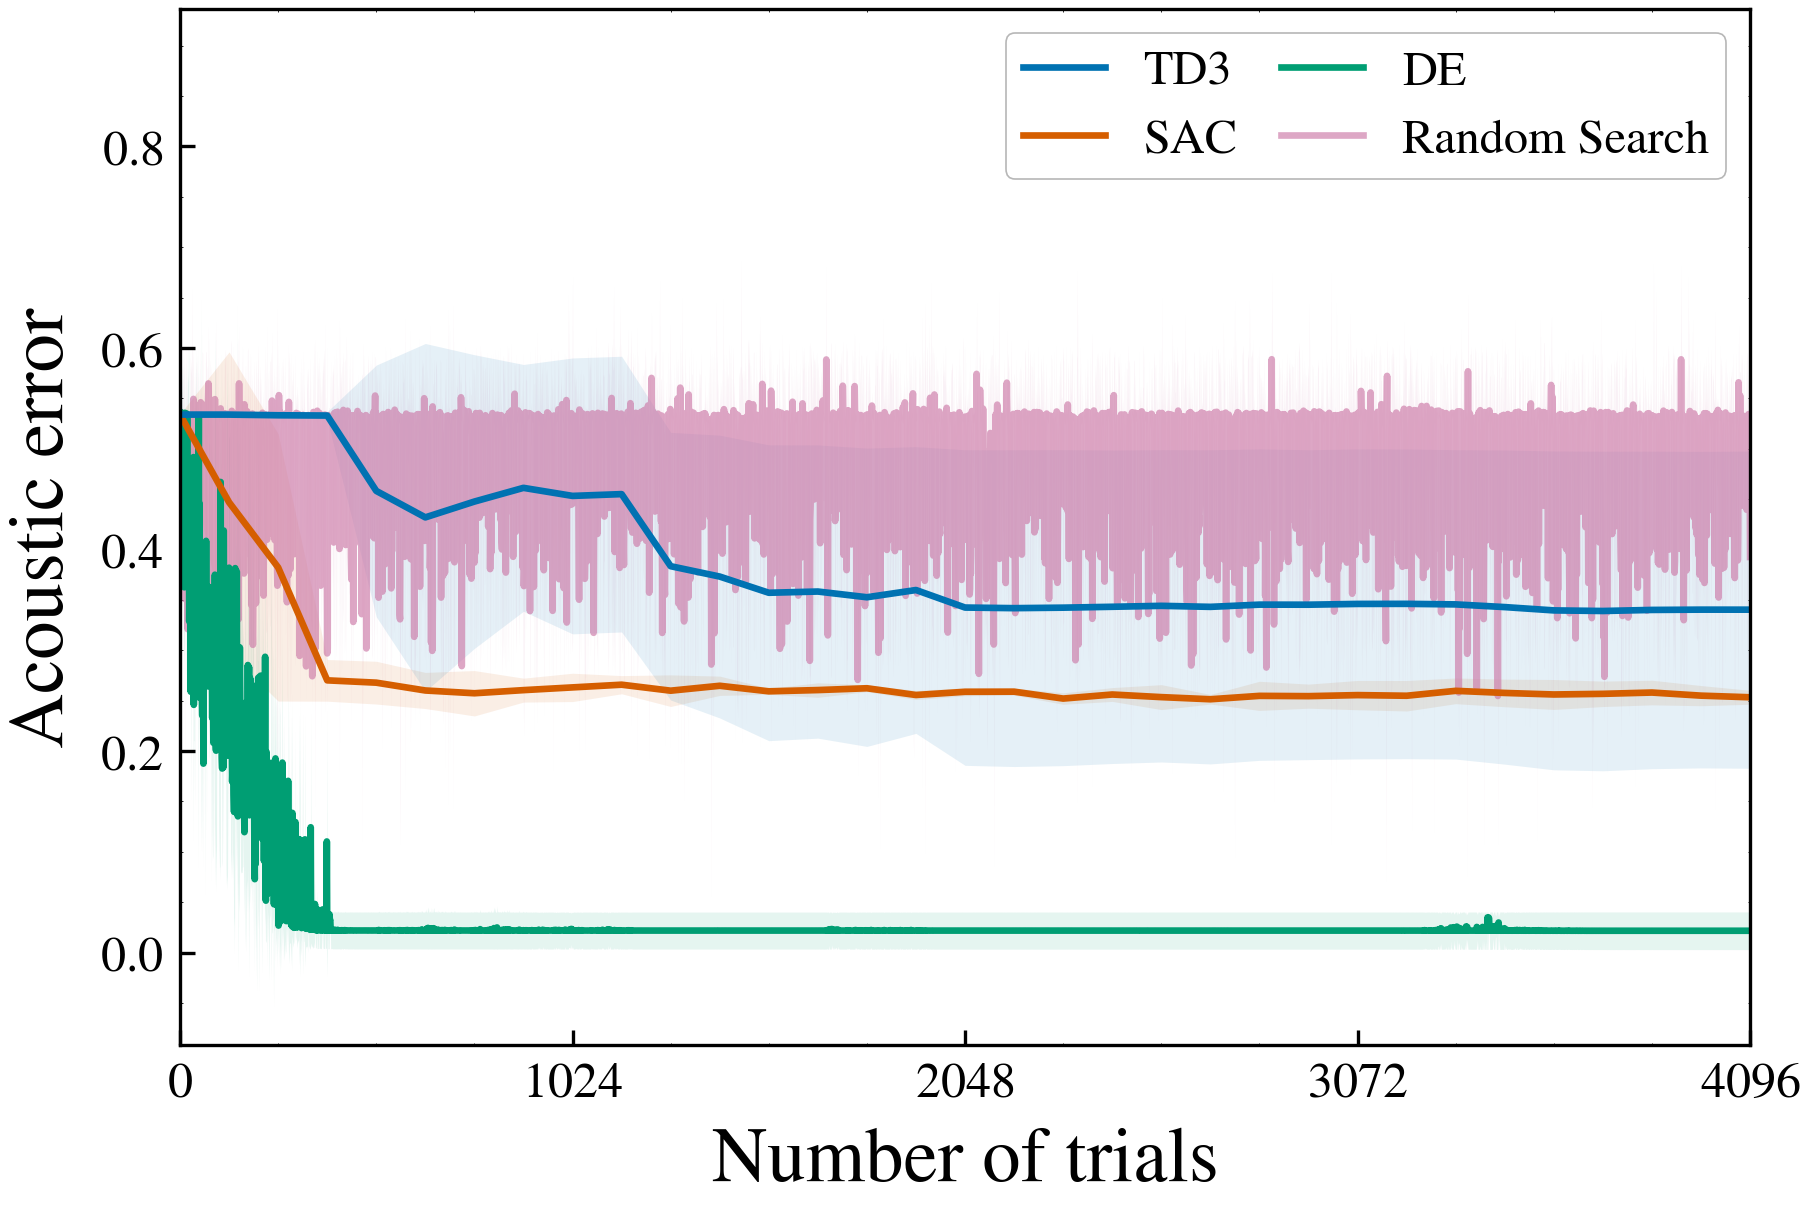 TD3 DE
SAC Random Search
0.8
0.6
0.4
0.2
0.0
Acoustic error
0 1024 2048 3072 4096
Number of trials